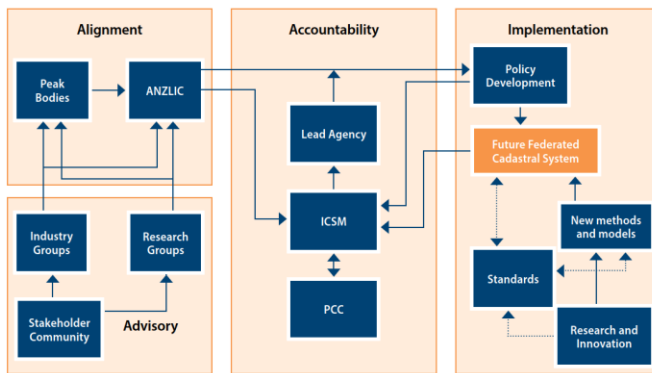 Alignment
Peak
Bodies
ANZLIC
Industry
Groups
Research
Groups
Stakeholder
Community
Advisory
Accountability
Lead Agency
ICSM
PCC
Implementation
Policy
Development
Future Federated
Cadastral System
New methods
and models
Standards
Research and
Innovation